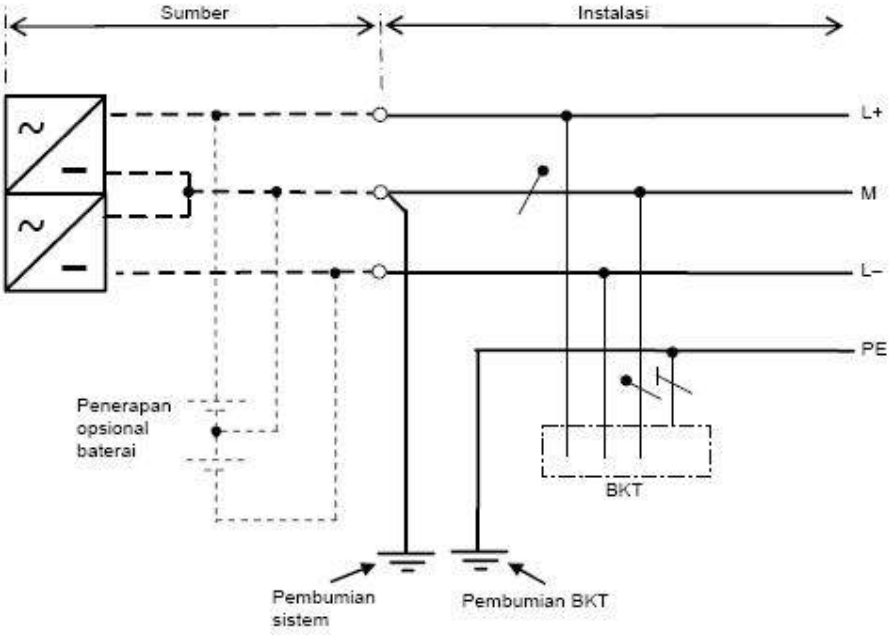 Sumber
Instalasi
L+
M
L–
PE
Penerapan
opsional
baterai
BKT
Pembumian
sistem
Pembumian BKT